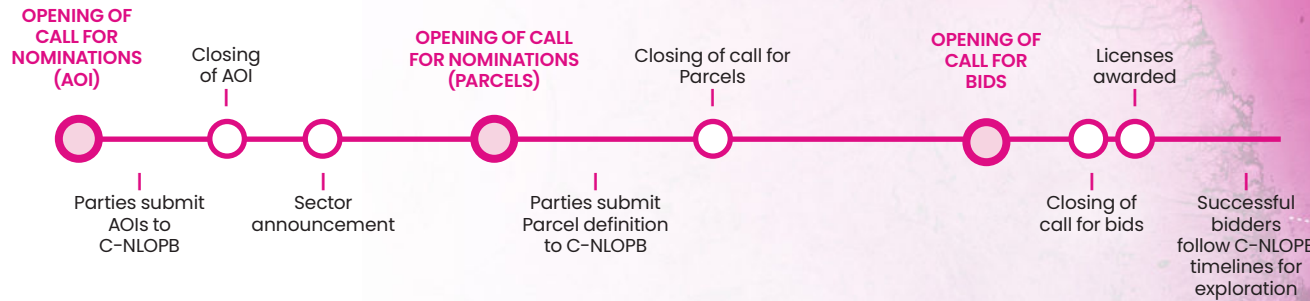 OPENING OF
CALL FOR
NOMINATIONS
(AOI)
Closing
of AOI
OPENING OF CALL
FOR NOMINATIONS
(PARCELS)
Closing of call for
Parcels
OPENING OF
CALL FOR
BIDS
Licenses
awarded
Parties submit
AOIs to
C-NLOPB
Sector
announcement
Parties submit
Parcel definition
to C-NLOPB
Closing of
call for bids
Successful
bidders
follow C-NLOPB
timelines for
exploration